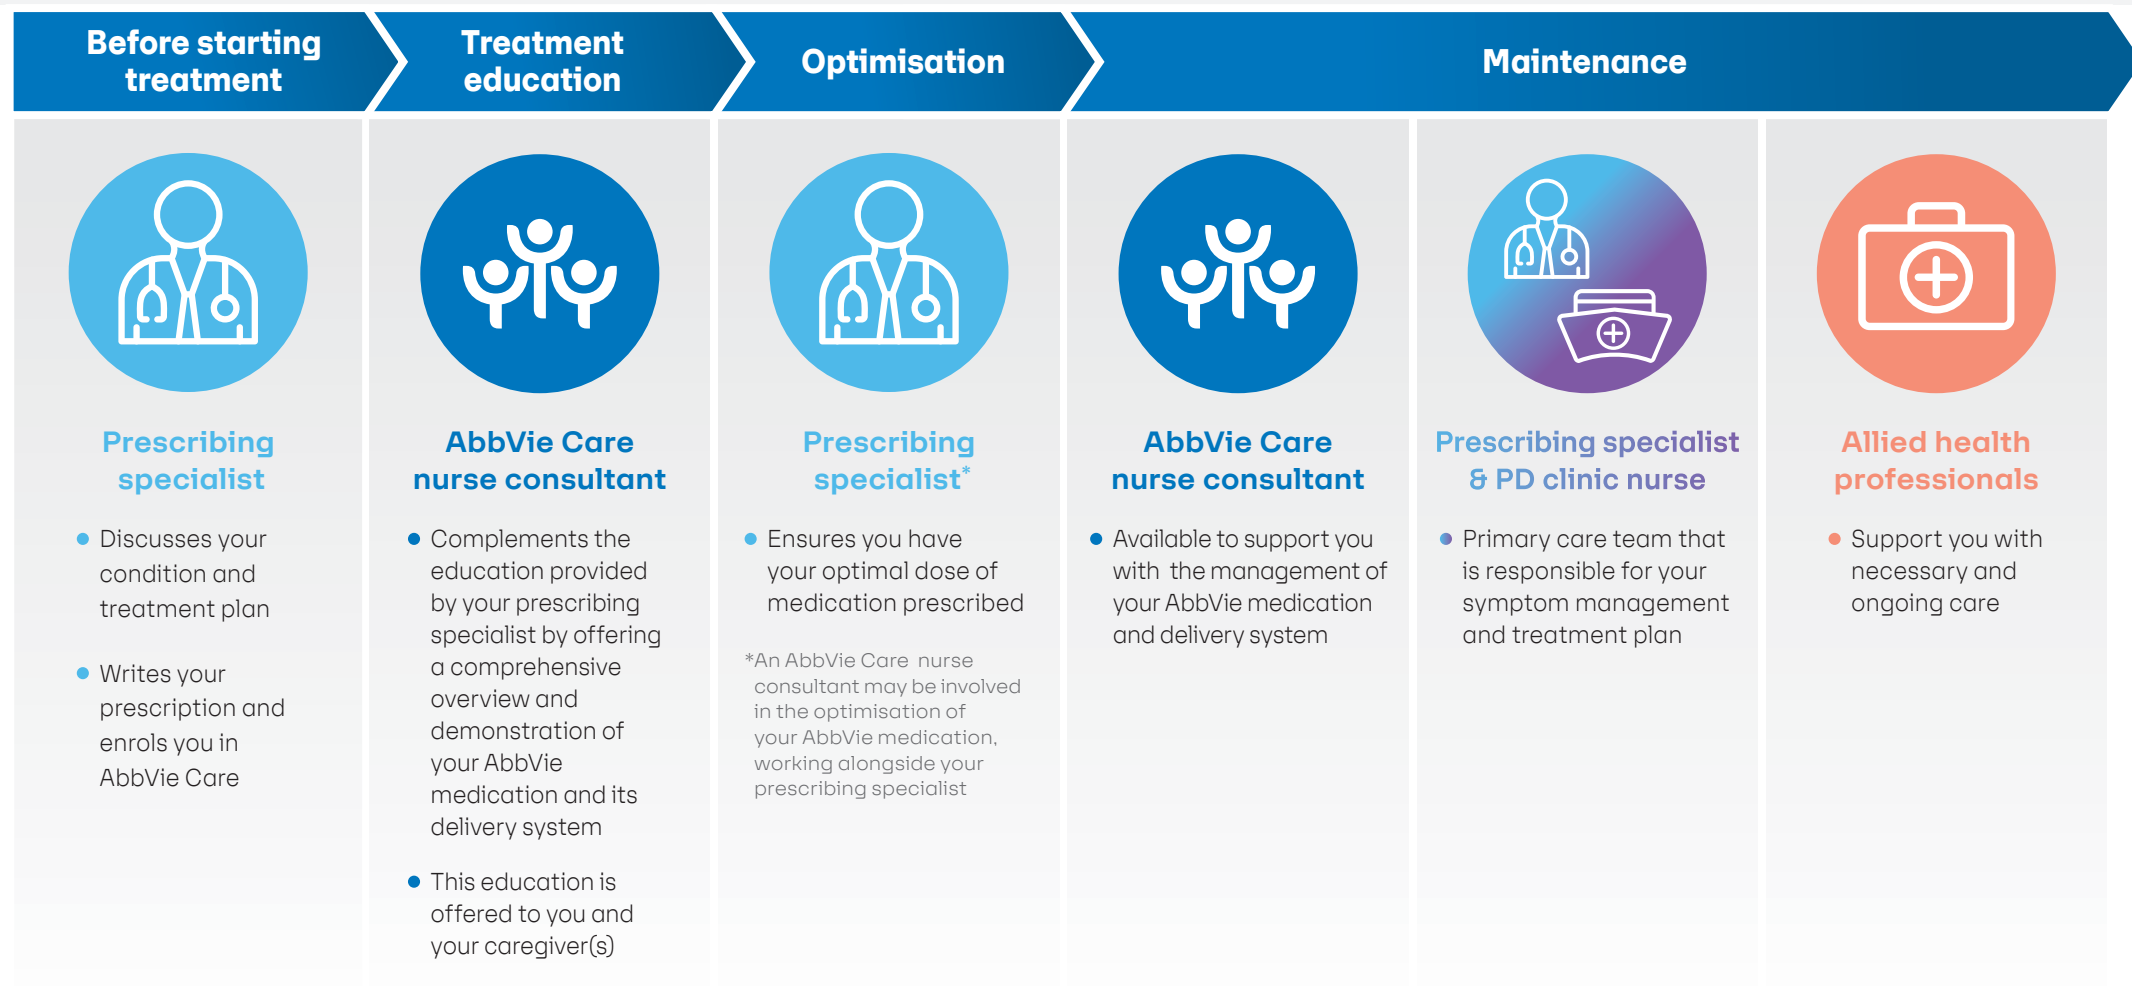 Before starting
treatment
Treatment
education
Optimisation
Maintenance
Prescribing
specialist
• Discusses your
condition and
treatment plan
• Writes your
prescription and
enrols you in
AbbVie Care
AbbVie Care
nurse consultant
• Complements the
education provided
by your prescribing
specialist by offering
a comprehensive
overview and
demonstration of
your AbbVie
medication and its
delivery system
• This education is
offered to you and
your caregiver(s)
Prescribing
specialist*
• Ensures you have
your optimal dose of
medication prescribed
*An AbbVie Care nurse
consultant may be involved
in the optimisation of
your AbbVie medication,
working alongside your
prescribing specialist
AbbVie Care
nurse consultant
• Available to support you
with the management of
your AbbVie medication
and delivery system
Prescribing specialist
& PD clinic nurse
• Primary care team that
is responsible for your
symptom management
and treatment plan
Allied health
professionals
• Support you with
necessary and
ongoing care